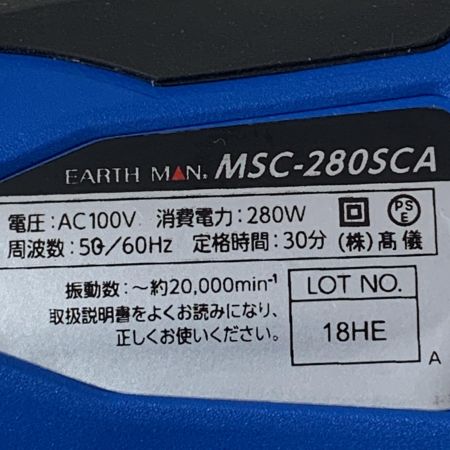 EARTH MAN. MSC-280SCA
電圧:AC100V 消費電力:280W PSE
周波数:50/60Hz 定格時間:30分 (株)髙儀
振動数:~約20,000min⁻¹
取扱説明書をよくお読みになり、
正しくお使いください。
LOT NO.
18HE
A